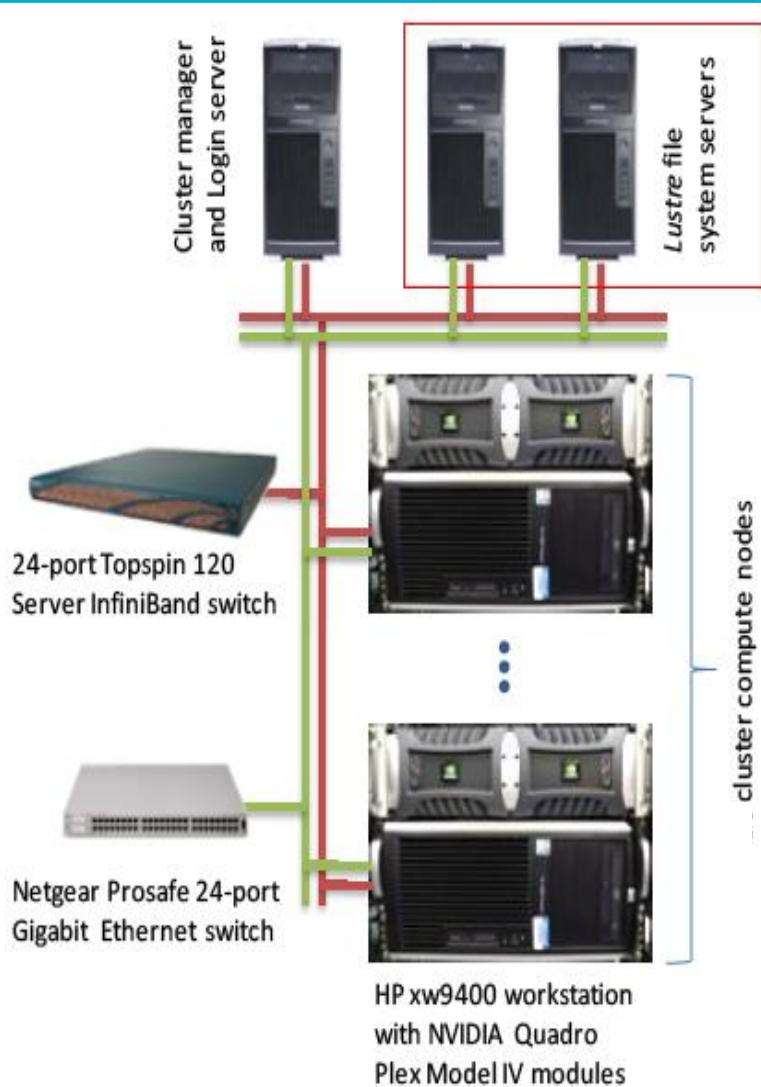 Cluster manager
and Login server
Lustre file
system servers
24-port Topspin 120
Server InfiniBand switch
cluster compute nodes
Netgear Prosafe 24-port
Gigabit Ethernet switch
HP xw9400 workstation
with NVIDIA Quadro
Plex Model IV modules